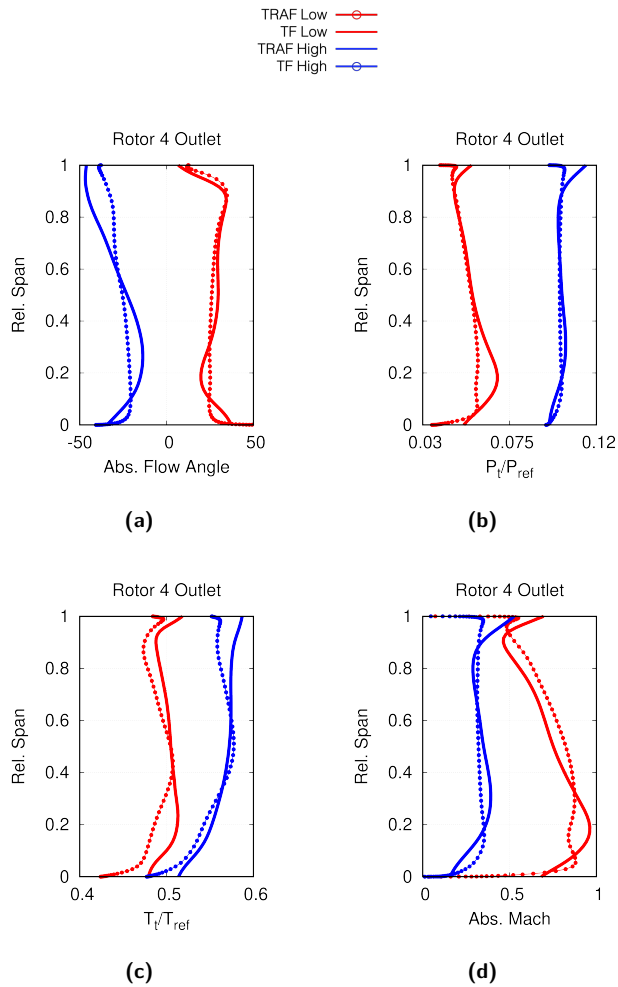 TRAF Low
TF Low
TRAF High
TF High
Rotor 4 Outlet
Rel. Span
1
0.8
0.6
0.4
0.2
0
-50 0 50
Abs. Flow Angle
(a)
Rotor 4 Outlet
Rel. Span
1
0.8
0.6
0.4
0.2
0
0.03 0.075 0.12
Pt/Pref
(b)
Rotor 4 Outlet
Rel. Span
1
0.8
0.6
0.4
0.2
0
0.4 0.5 0.6
Tt/Tref
(c)
Rotor 4 Outlet
Rel. Span
1
0.8
0.6
0.4
0.2
0
0 0.5 1
Abs. Mach
(d)